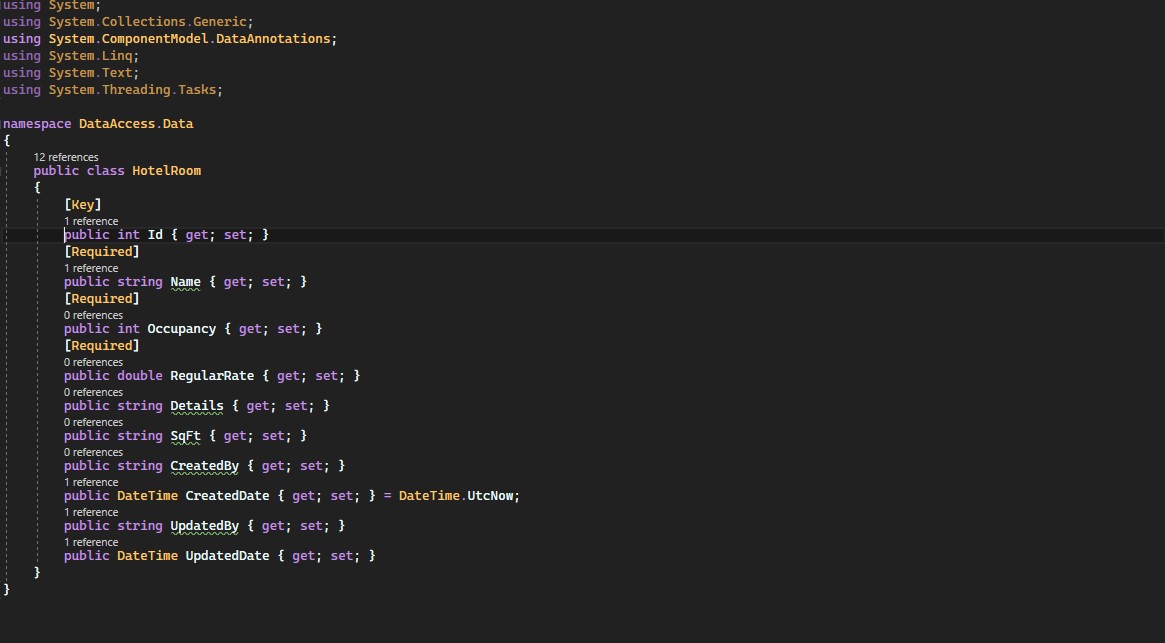 using System;
using System.Collections.Generic;
using System.ComponentModel.DataAnnotations;
using System.Linq;
using System.Text;
using System.Threading.Tasks;
namespace DataAccess.Data
{
12 references
public class HotelRoom
{
[Key]
1 reference
public int Id { get; set; }
[Required]
1 reference
public string Name { get; set; }
[Required]
0 references
public int Occupancy { get; set; }
[Required]
0 references
public double RegularRate { get; set; }
0 references
public string Details { get; set; }
0 references
public string SqFt { get; set; }
0 references
public string CreatedBy { get; set; }
1 reference
public DateTime CreatedDate { get; set; } = DateTime.UtcNow;
1 reference
public string UpdatedBy { get; set; }
1 reference
public DateTime UpdatedDate { get; set; }
}
}